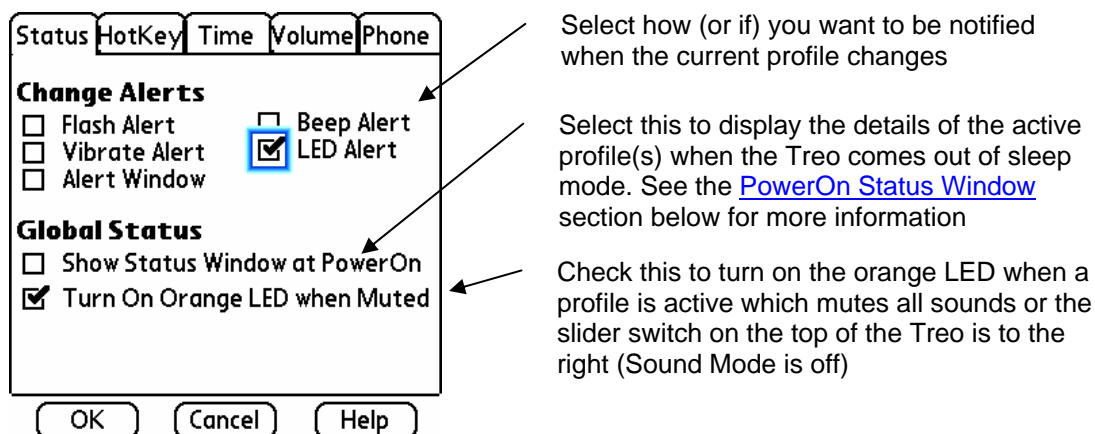 Status HotKey Time Volume Phone
Change Alerts
Flash Alert
Beep Alert
Vibrate Alert
LED Alert
Alert Window
Global Status
Show Status Window at PowerOn
Turn On Orange LED when Muted
OK Cancel Help
Select how (or if) you want to be notified
when the current profile changes
Select this to display the details of the active
profile(s) when the Treo comes out of sleep
mode. See the PowerOn Status Window
section below for more information
Check this to turn on the orange LED when a
profile is active which mutes all sounds or the
slider switch on the top of the Treo is to the
right (Sound Mode is off)